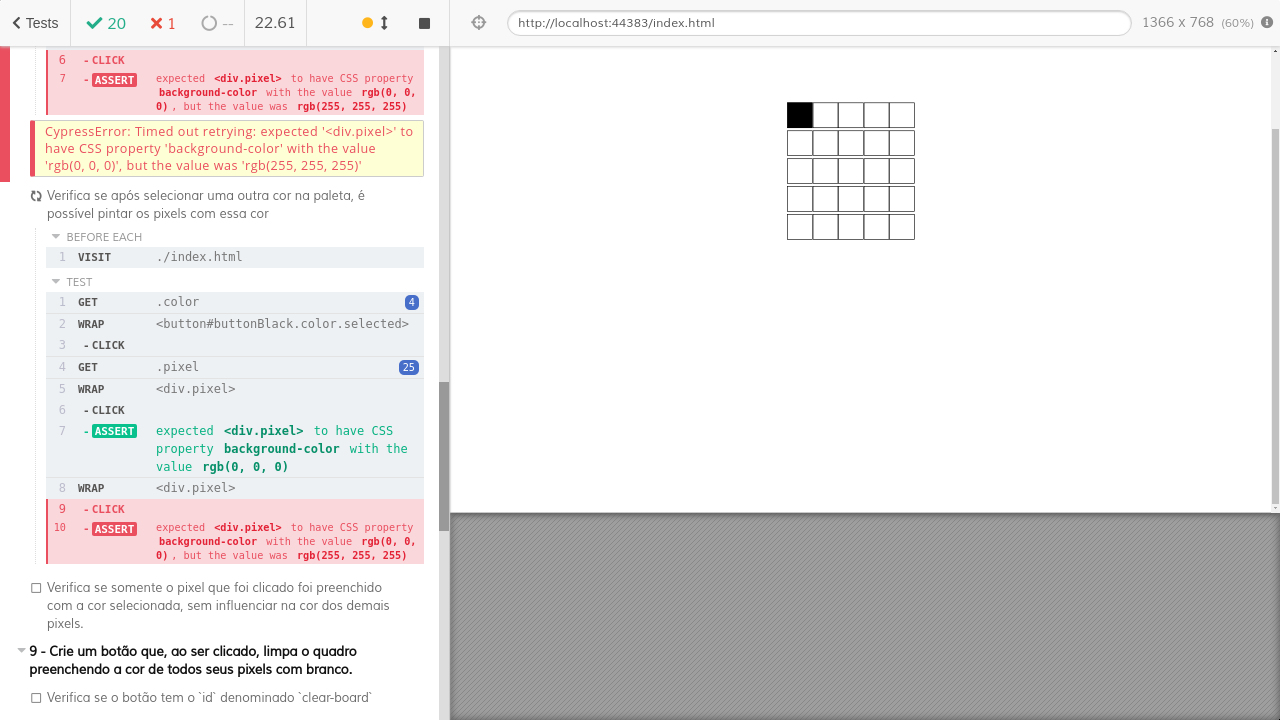 Tests
20
1
--
22.61
http://localhost:44383/index.html
1366 x 768 (60%)
6 - CLICK
7 - ASSERT expected <div.pixel> to have CSS property
background-color with the value rgb(0, 0,
0) , but the value was rgb(255, 255, 255)
CypressError: Timed out retrying: expected '<div.pixel>' to
have CSS property 'background-color' with the value
'rgb(0, 0, 0)', but the value was 'rgb(255, 255, 255)'
Verifica se após selecionar uma outra cor na paleta, é
possível pintar os pixels com essa cor
BEFORE EACH
1 VISIT ./index.html
TEST
1 GET .color 4
2 WRAP <button#buttonBlack.color.selected>
3 - CLICK
4 GET .pixel 25
5 WRAP <div.pixel>
6 - CLICK
7 - ASSERT expected <div.pixel> to have CSS
property background-color with the
value rgb(0, 0, 0)
8 WRAP <div.pixel>
9 - CLICK
10 - ASSERT expected <div.pixel> to have CSS property
background-color with the value rgb(0, 0,
0) , but the value was rgb(255, 255, 255)
Verifica se somente o pixel que foi clicado foi preenchido
com a cor selecionada, sem influenciar na cor dos demais
pixels.
9 - Crie um botão que, ao ser clicado, limpa o quadro
preenchendo a cor de todos seus pixels com branco.
Verifica se o botão tem o `id` denominado `clear-board`